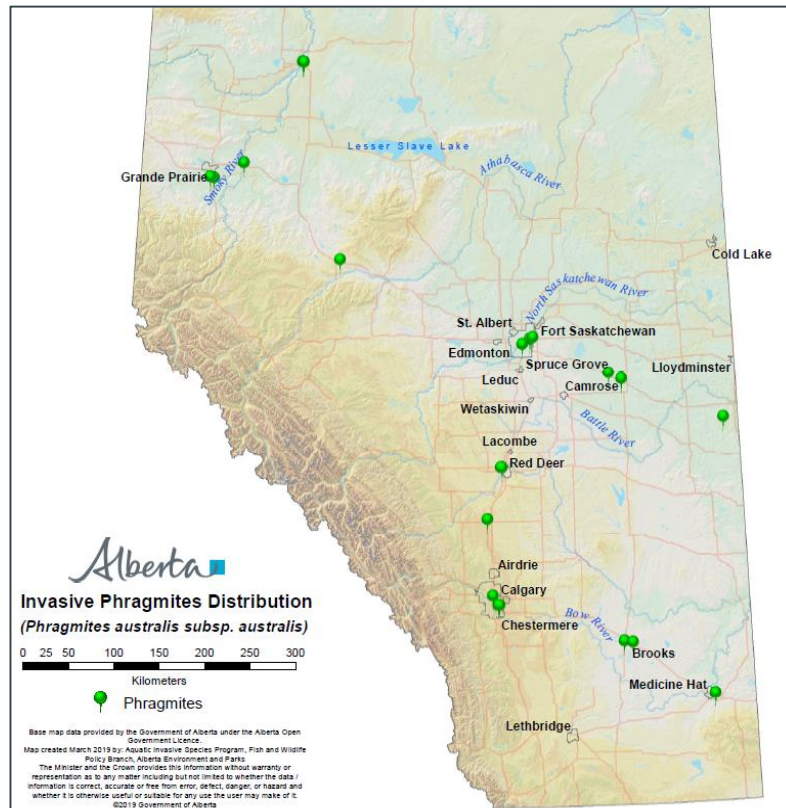 Lesser Slave Lake
Athabasca River
Grande Prairie
Smoky River
Cold Lake
North Saskatchewan River
St. Albert
Fort Saskatchewan
Edmonton
Spruce Grove
Lloydminster
Leduc
Camrose
Wetaskiwin
Battle River
Lacombe
Red Deer
Airdrie
Calgary
Chestermere
Bow River
Brooks
Medicine Hat
Lethbridge
Alberta
Invasive Phragmites Distribution
(Phragmites australis subsp. australis)
0 25 50 100 150 200 250 300
Kilometers
Phragmites
Base map data provided by the Government of Alberta under the Alberta Open
Government Licence.
Map created March 2019 by: Aquatic Invasive Species Program, Fish and Wildlife
Policy Branch, Alberta Environment and Parks
The Minister and the Crown provides this information without warranty or
representation as to any matter including but not limited to whether the data /
information is correct, accurate or free from error, defect, danger, or hazard and
whether it is otherwise useful or suitable for any use the user may make of it.
©2019 Government of Alberta